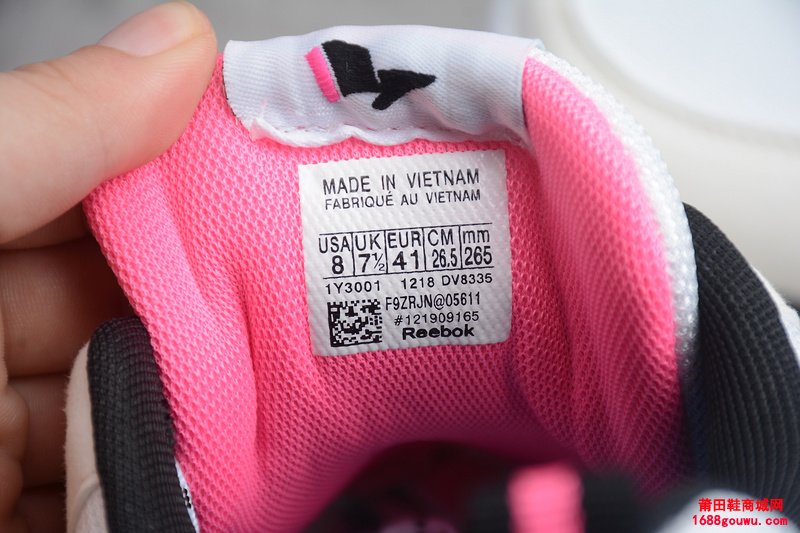 MADE IN VIETNAM
FABRIQUÉ AU VIETNAM
USA UK EUR CM mm
8 7½ 41 26.5 265
1Y3001 1218 DV8335
F9ZRJN@05611
#121909165
Reebok
莆田鞋商城网
1688gouwu.com